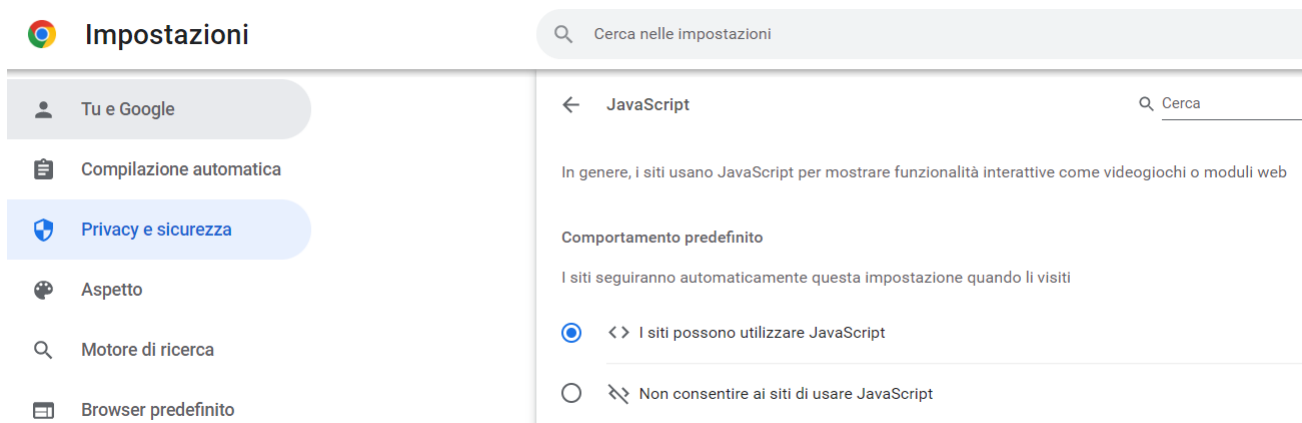 Impostazioni
Cerca nelle impostazioni
Tu e Google
Compilazione automatica
Privacy e sicurezza
Aspetto
Motore di ricerca
Browser predefinito
JavaScript
Cerca
In genere, i siti usano JavaScript per mostrare funzionalità interattive come videogiochi o moduli web
Comportamento predefinito
I siti seguiranno automaticamente questa impostazione quando li visiti
I siti possono utilizzare JavaScript
Non consentire ai siti di usare JavaScript